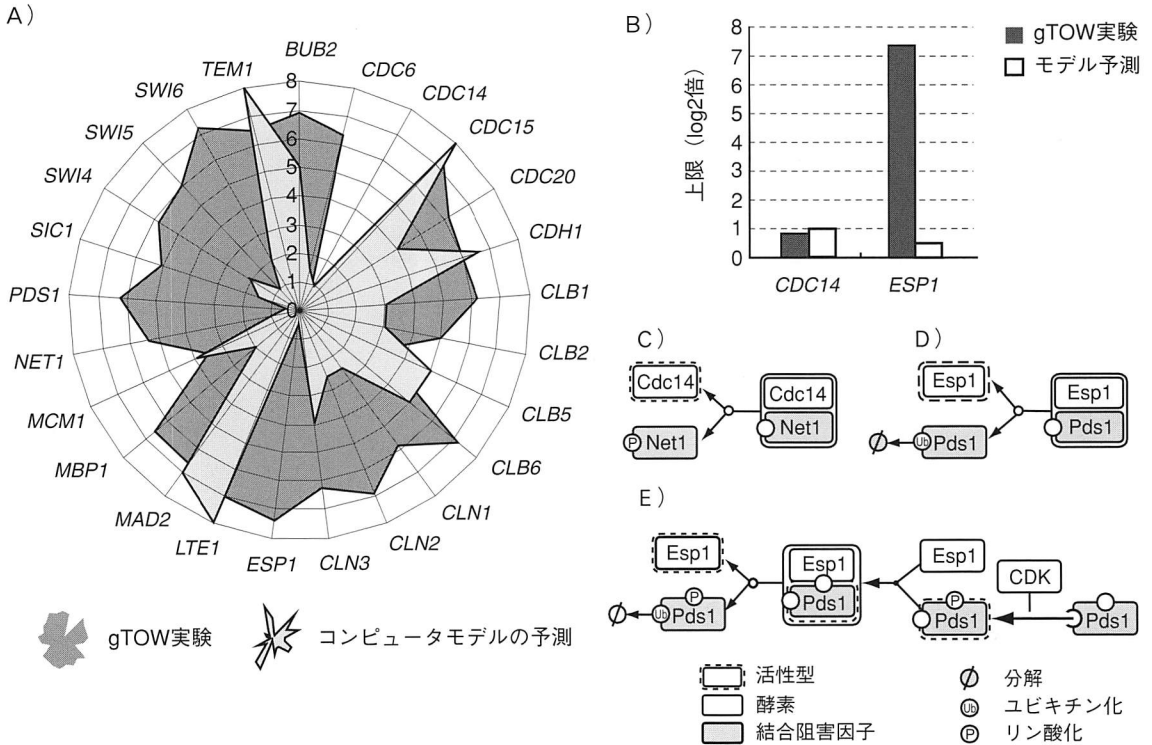 A)
BUB2
CDC6
CDC14
CDC15
CDC20
CDH1
CLB1
CLB2
CLB5
CLB6
CLN1
CLN2
CLN3
ESP1
LTE1
MAD2
MBP1
MCM1
NET1
PDS1
SIC1
SWI4
SWI5
SWI6
TEM1
8
7
6
5
4
3
2
1
0
gTOW実験
コンピュータモデルの予測
B)
上限(log2倍)
8
7
6
5
4
3
2
1
0
CDC14
ESP1
gTOW実験
モデル予測
C)
Cdc14
P
Net1
Cdc14
Net1
D)
Esp1
Ub
Pds1
Esp1
Pds1
E)
Esp1
P
Ub
Pds1
Esp1
Pds1
Esp1
P
Pds1
CDK
Pds1
活性型
酵素
結合阻害因子
分解
Ub ユビキチン化
P リン酸化